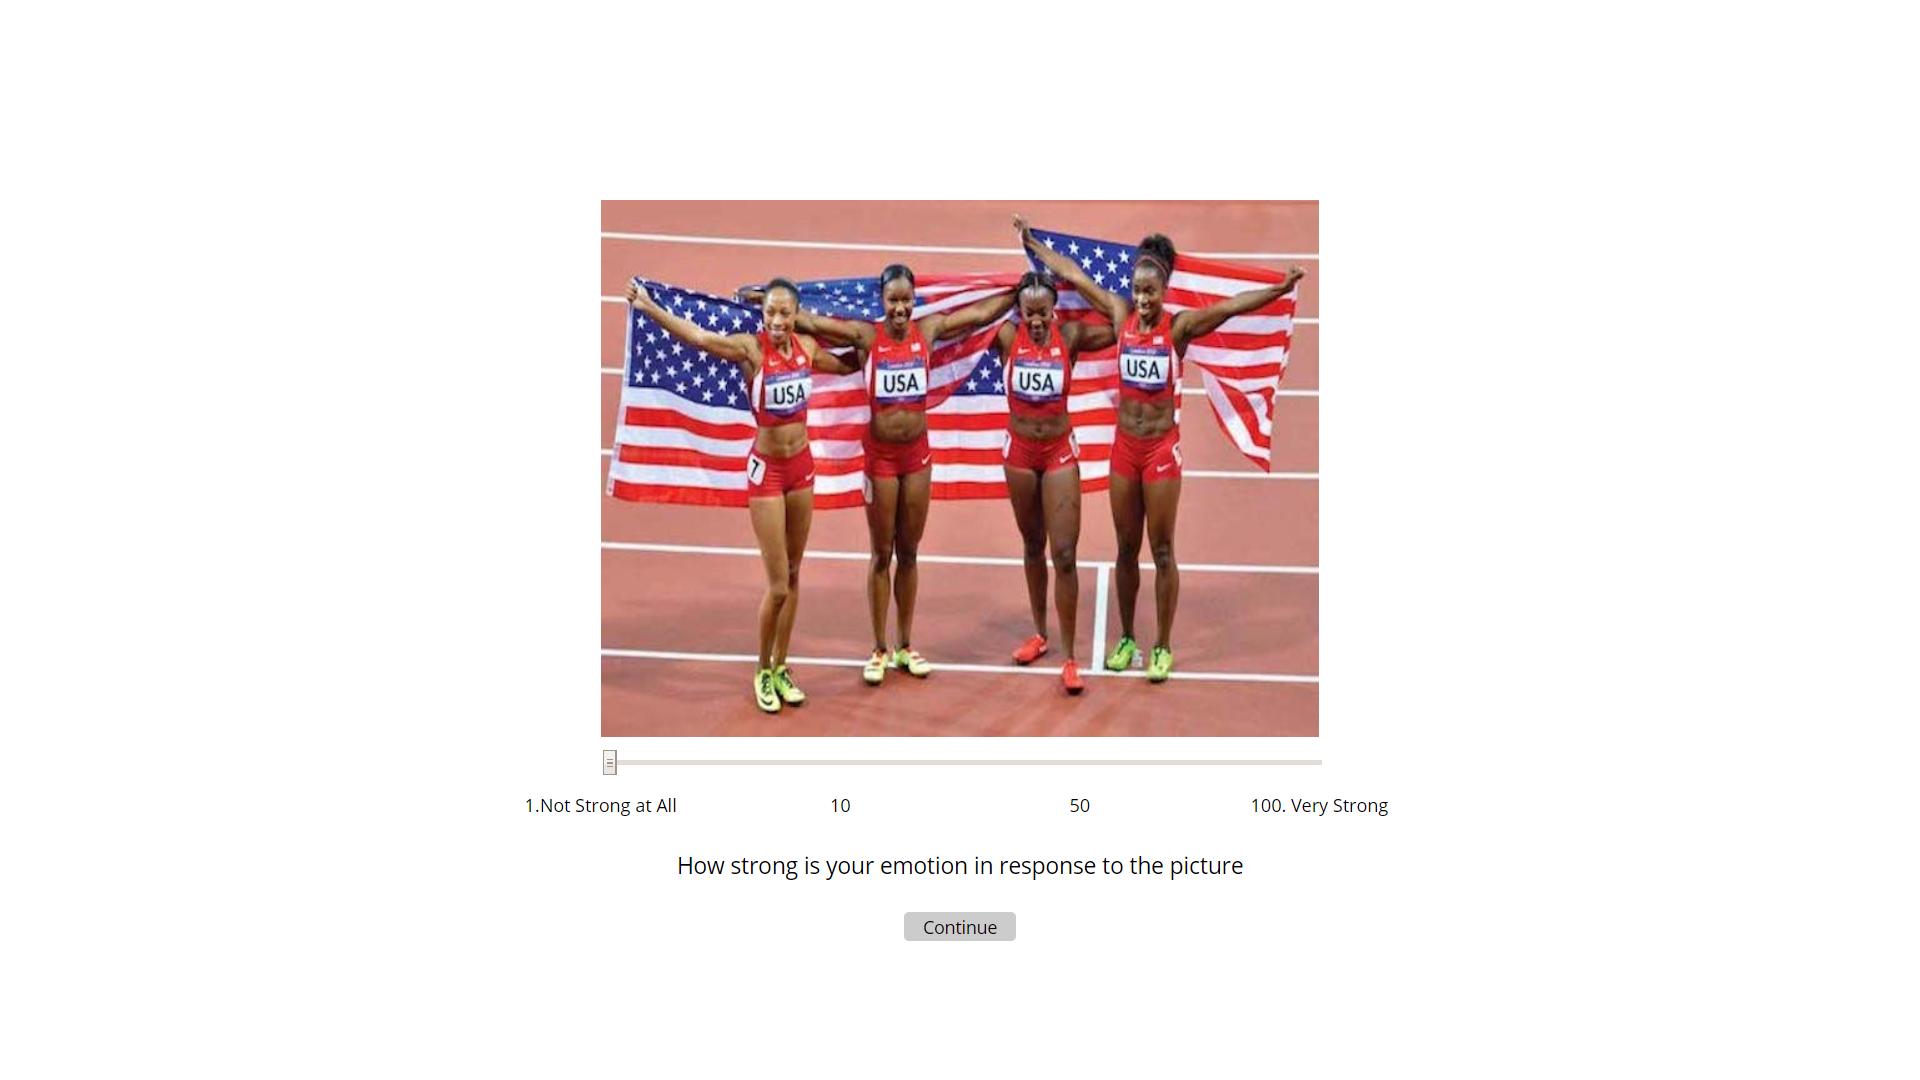 USA
USA
USA
USA
7
1.Not Strong at All 10 50 100. Very Strong
How strong is your emotion in response to the picture
Continue